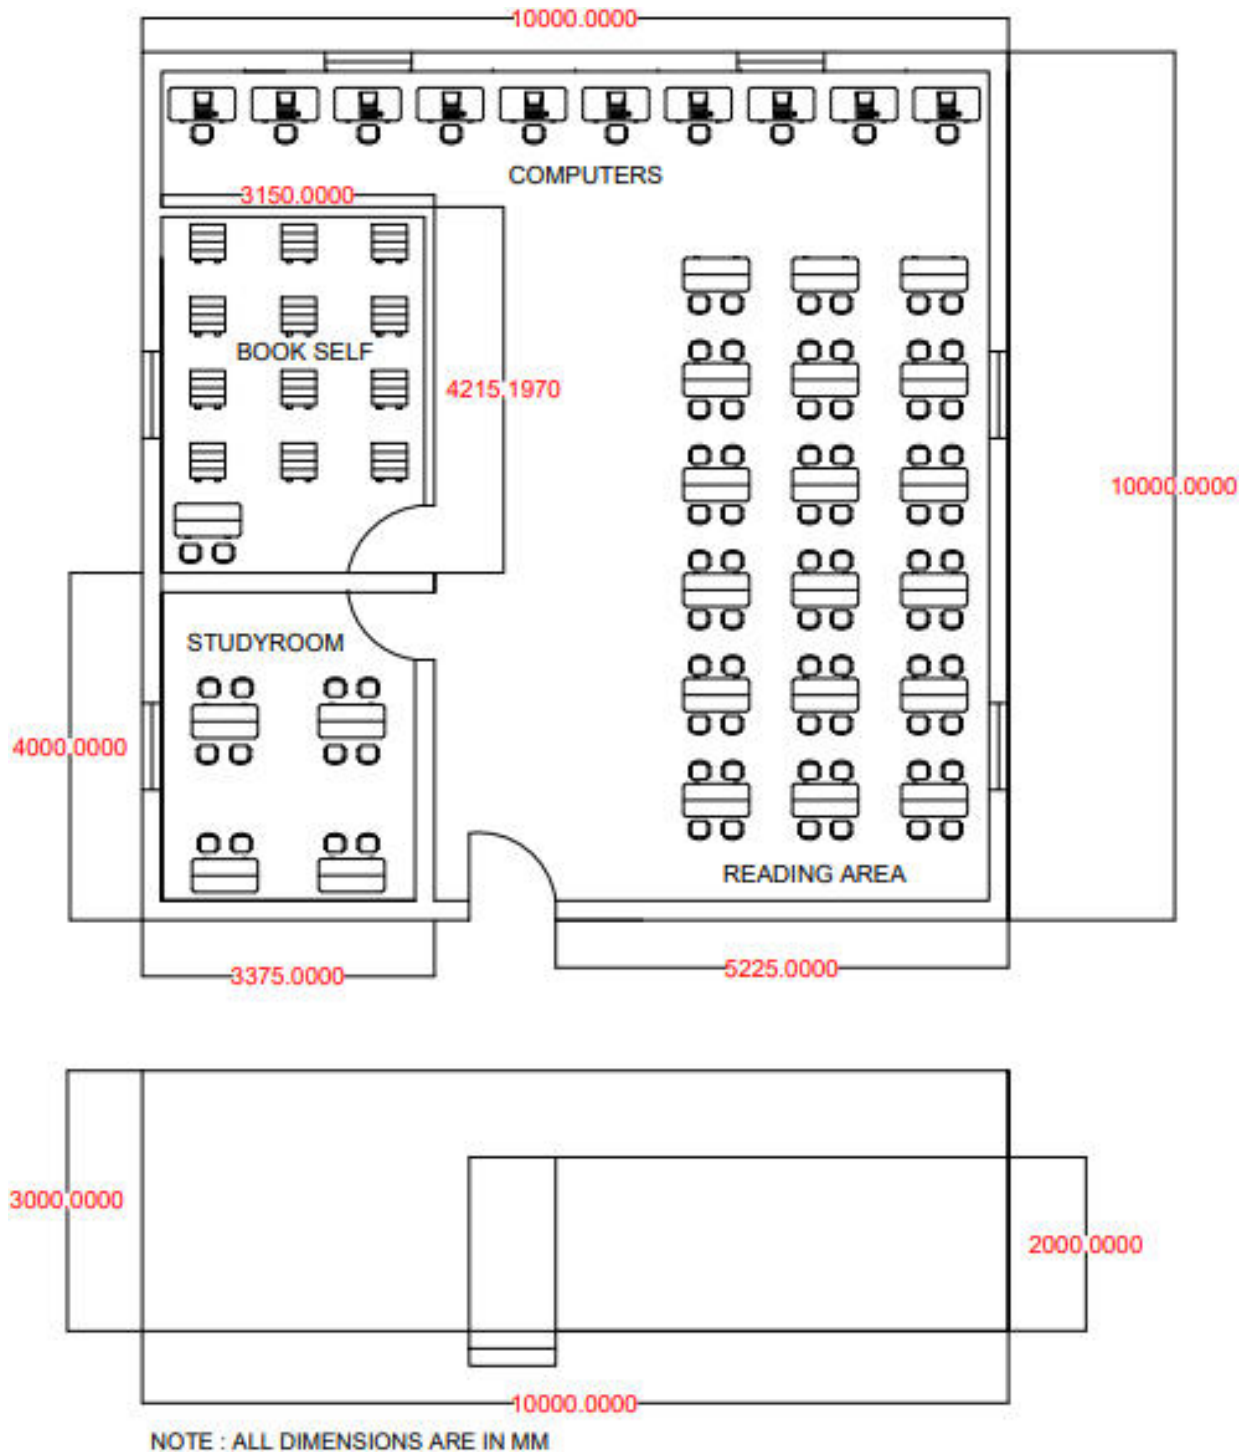 10000.0000
COMPUTERS
3150.0000
BOOK SELF
4215.1970
10000.0000
STUDYROOM
4000.0000
READING AREA
3375.0000
5225.0000
3000.0000
2000.0000
10000.0000
NOTE : ALL DIMENSIONS ARE IN MM